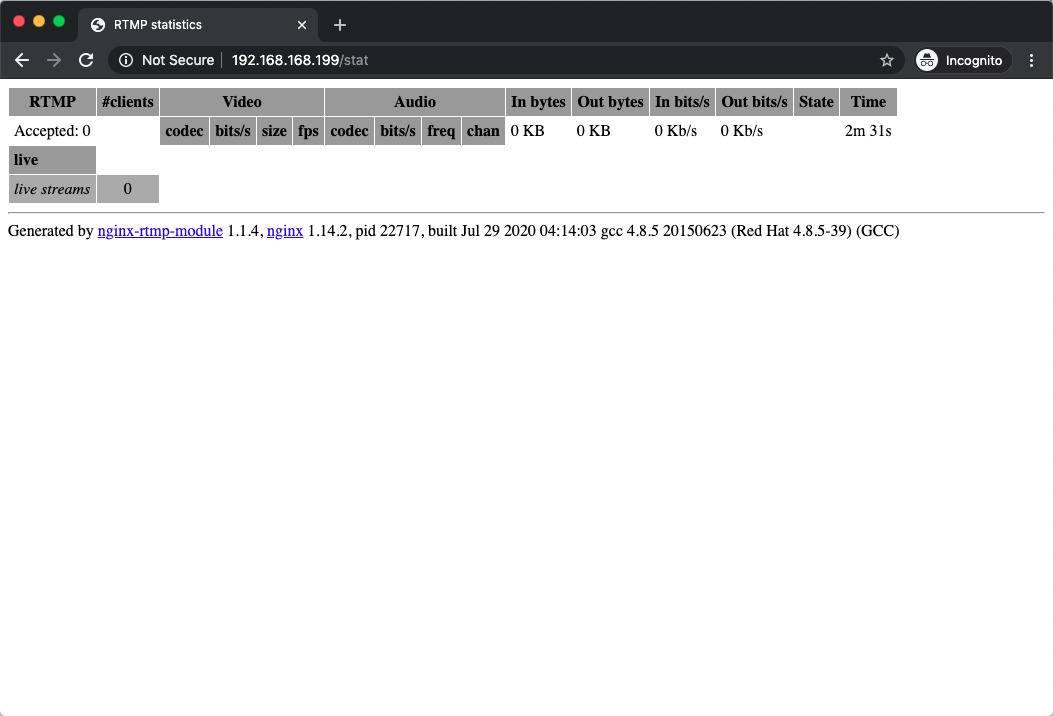 RTMP statistics
Not Secure 192.168.168.199/stat Incognito
RTMP #clients Video Audio In bytes Out bytes In bits/s Out bits/s State Time
Accepted: 0 codec bits/s size fps codec bits/s freq chan 0 KB 0 KB 0 Kb/s 0 Kb/s 2m 31s
live
live streams 0
Generated by nginx-rtmp-module 1.1.4, nginx 1.14.2, pid 22717, built Jul 29 2020 04:14:03 gcc 4.8.5 20150623 (Red Hat 4.8.5-39) (GCC)